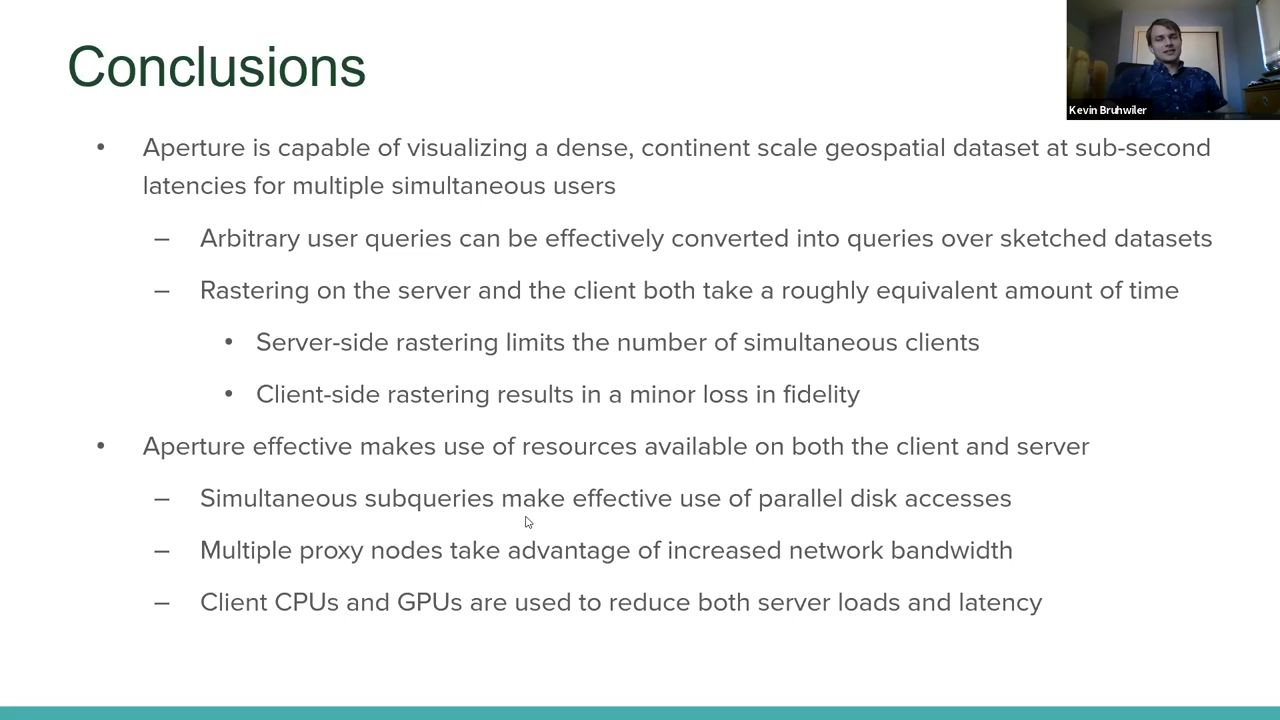 Conclusions
Kevin Bruhwiler
• Aperture is capable of visualizing a dense, continent scale geospatial dataset at sub-second
latencies for multiple simultaneous users
– Arbitrary user queries can be effectively converted into queries over sketched datasets
– Rastering on the server and the client both take a roughly equivalent amount of time
• Server-side rastering limits the number of simultaneous clients
• Client-side rastering results in a minor loss in fidelity
• Aperture effective makes use of resources available on both the client and server
– Simultaneous subqueries make effective use of parallel disk accesses
– Multiple proxy nodes take advantage of increased network bandwidth
– Client CPUs and GPUs are used to reduce both server loads and latency